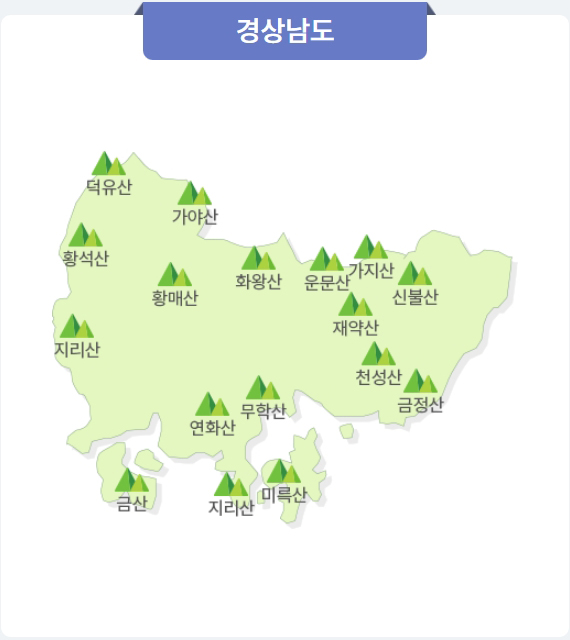 경상남도
덕유산
가야산
황석산
황매산
화왕산
운문산
가지산
신불산
재약산
지리산
천성산
금정산
연화산
무학산
금산
지리산
미륵산